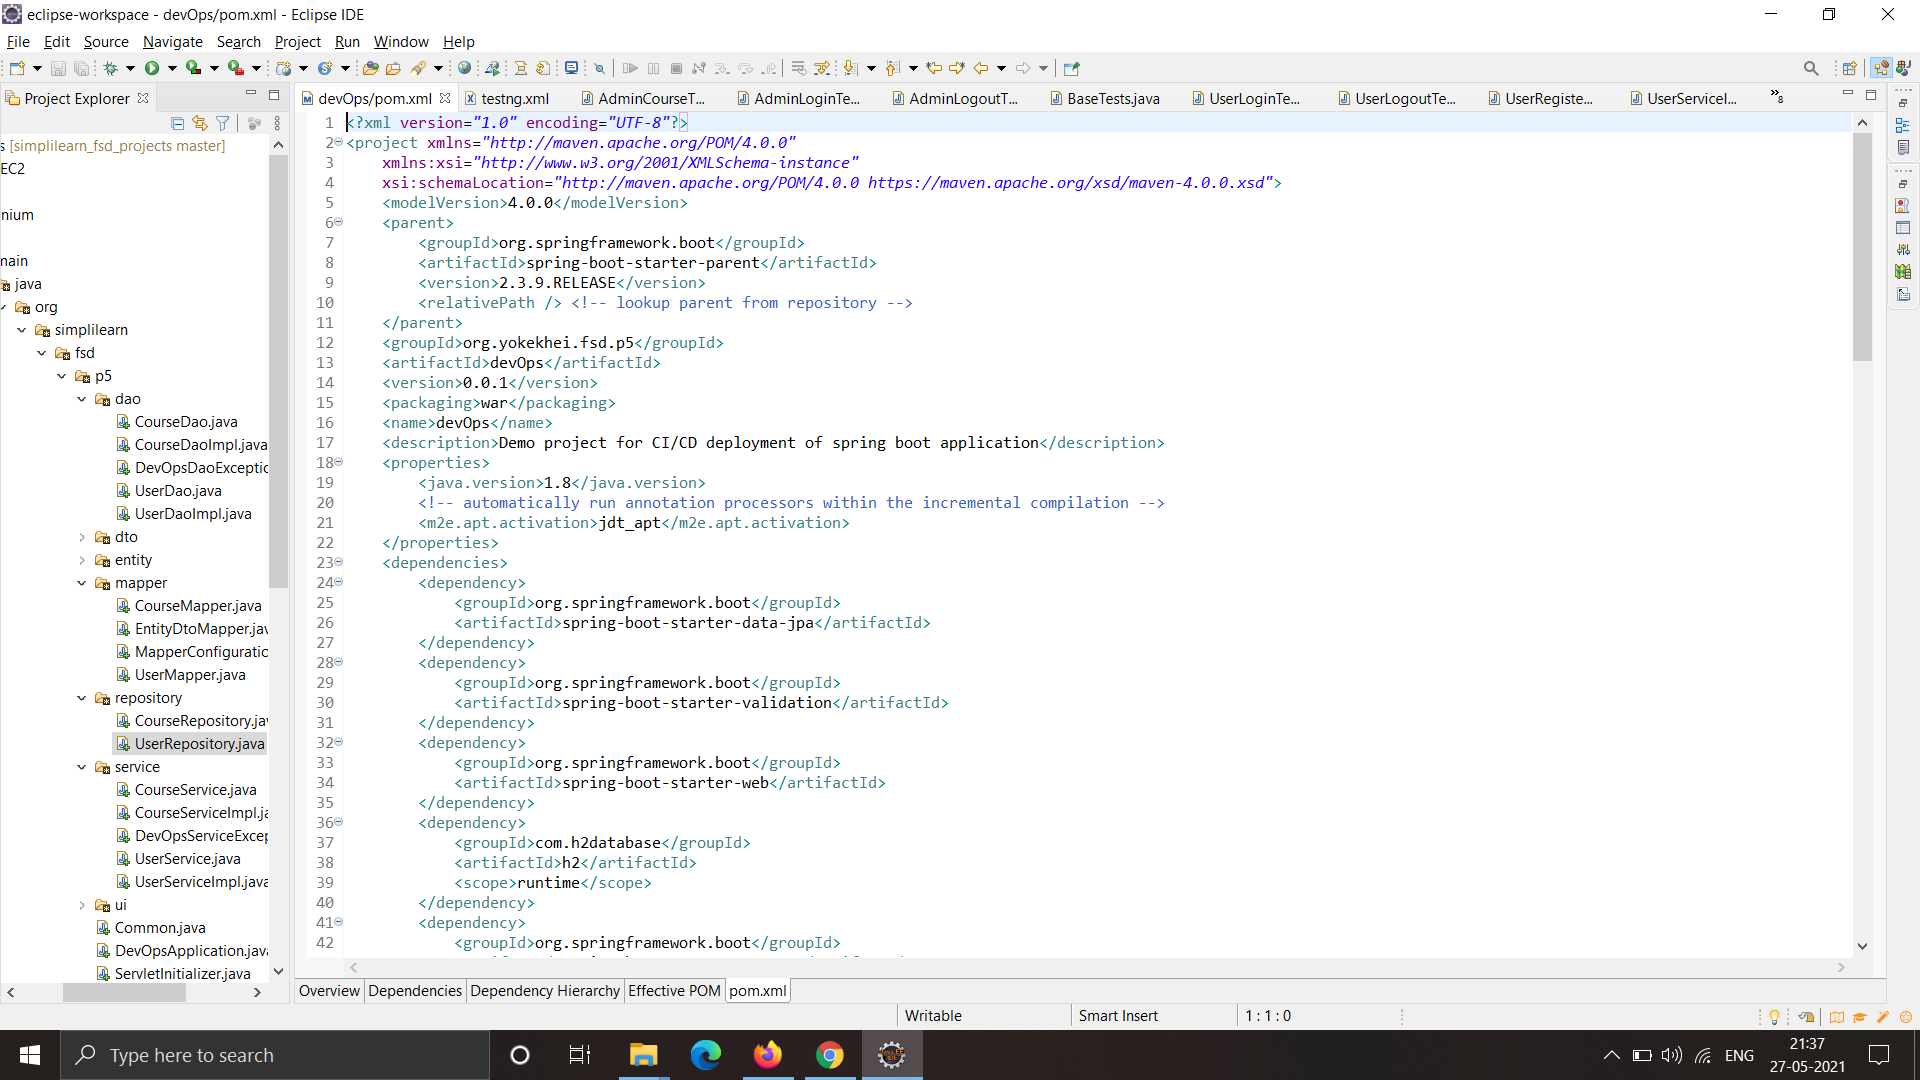 eclipse-workspace - devOps/pom.xml - Eclipse IDE
File Edit Source Navigate Search Project Run Window Help
Project Explorer
devOps/pom.xml
testng.xml
AdminCourseT...
AdminLoginTe...
AdminLogoutT...
BaseTests.java
UserLoginTe...
UserLogoutTe...
UserRegiste...
UserServiceI...
»8
s [simplilearn_fsd_projects master]
EC2
nium
main
java
org
simplilearn
fsd
p5
dao
CourseDao.java
CourseDaoImpl.java
DevOpsDaoExceptio
UserDao.java
UserDaoImpl.java
dto
entity
mapper
CourseMapper.java
EntityDtoMapper.jav
MapperConfiguratio
UserMapper.java
repository
CourseRepository.jav
UserRepository.java
service
CourseService.java
CourseServiceImpl.ja
DevOpsServiceExcep
UserService.java
UserServiceImpl.java
ui
Common.java
DevOpsApplication.java
ServletInitializer.java
1 <?xml version="1.0" encoding="UTF-8"?>
2 <project xmlns="http://maven.apache.org/POM/4.0.0"
3 xmlns:xsi="http://www.w3.org/2001/XMLSchema-instance"
4 xsi:schemaLocation="http://maven.apache.org/POM/4.0.0 https://maven.apache.org/xsd/maven-4.0.0.xsd">
5 <modelVersion>4.0.0</modelVersion>
6 <parent>
7 <groupId>org.springframework.boot</groupId>
8 <artifactId>spring-boot-starter-parent</artifactId>
9 <version>2.3.9.RELEASE</version>
10 <relativePath /> <!-- lookup parent from repository -->
11 </parent>
12 <groupId>org.yokekhei.fsd.p5</groupId>
13 <artifactId>devOps</artifactId>
14 <version>0.0.1</version>
15 <packaging>war</packaging>
16 <name>devOps</name>
17 <description>Demo project for CI/CD deployment of spring boot application</description>
18 <properties>
19 <java.version>1.8</java.version>
20 <!-- automatically run annotation processors within the incremental compilation -->
21 <m2e.apt.activation>jdt_apt</m2e.apt.activation>
22 </properties>
23 <dependencies>
24 <dependency>
25 <groupId>org.springframework.boot</groupId>
26 <artifactId>spring-boot-starter-data-jpa</artifactId>
27 </dependency>
28 <dependency>
29 <groupId>org.springframework.boot</groupId>
30 <artifactId>spring-boot-starter-validation</artifactId>
31 </dependency>
32 <dependency>
33 <groupId>org.springframework.boot</groupId>
34 <artifactId>spring-boot-starter-web</artifactId>
35 </dependency>
36 <dependency>
37 <groupId>com.h2database</groupId>
38 <artifactId>h2</artifactId>
39 <scope>runtime</scope>
40 </dependency>
41 <dependency>
42 <groupId>org.springframework.boot</groupId>
Overview Dependencies Dependency Hierarchy Effective POM pom.xml
Writable
Smart Insert
1 : 1 : 0
Type here to search
ENG
21:37
27-05-2021